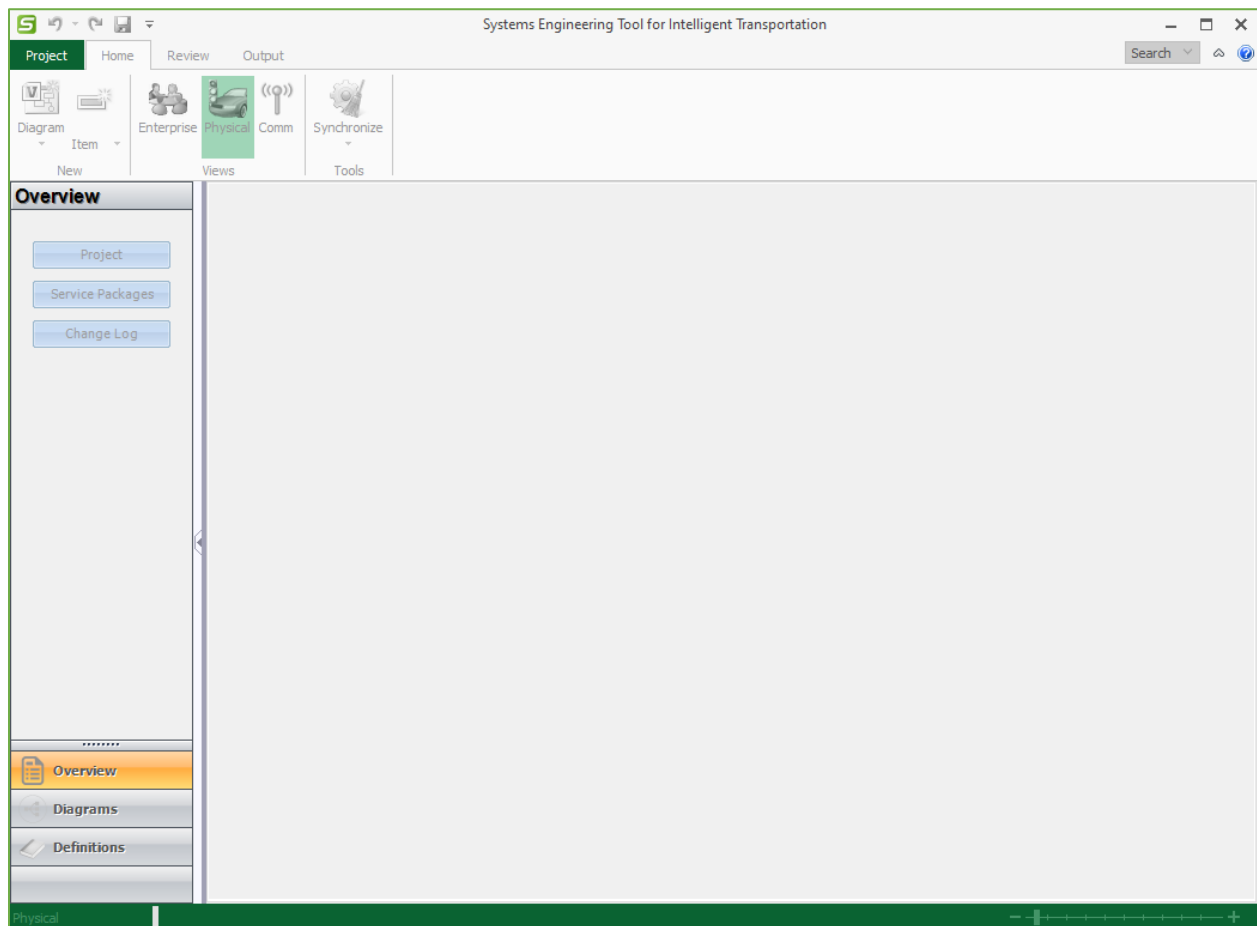 Systems Engineering Tool for Intelligent Transportation
Project Home Review Output Search
Diagram Item Enterprise Physical Comm Synchronize
New Views Tools
Overview
Project
Service Packages
Change Log
Overview
Diagrams
Definitions
Physical